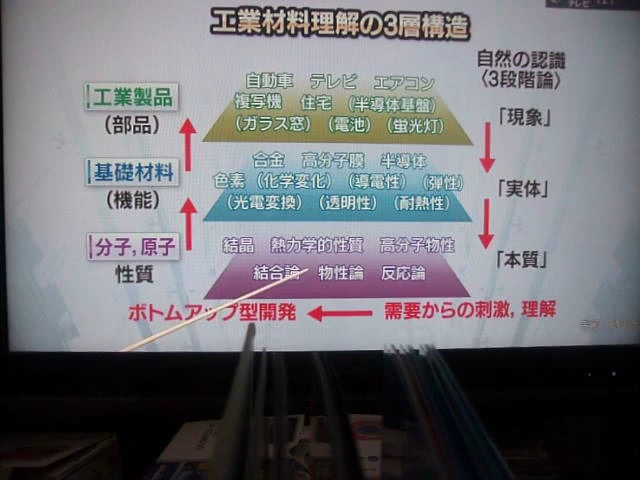 工業材料理解の3層構造
自然の認識
〈3段階論〉
工業製品
(部品)
自動車 テレビ エアコン
複写機 住宅 (半導体基盤)
(ガラス窓) (電池) (蛍光灯)
「現象」
基礎材料
(機能)
合金 高分子膜 半導体
色素 (化学変化) (導電性) (弾性)
(光電変換) (透明性) (耐熱性)
「実体」
分子,原子
性質
結晶 熱力学的性質 高分子物性
結合論 物性論 反応論
「本質」
ボトムアップ型開発
需要からの刺激,理解
テレビ